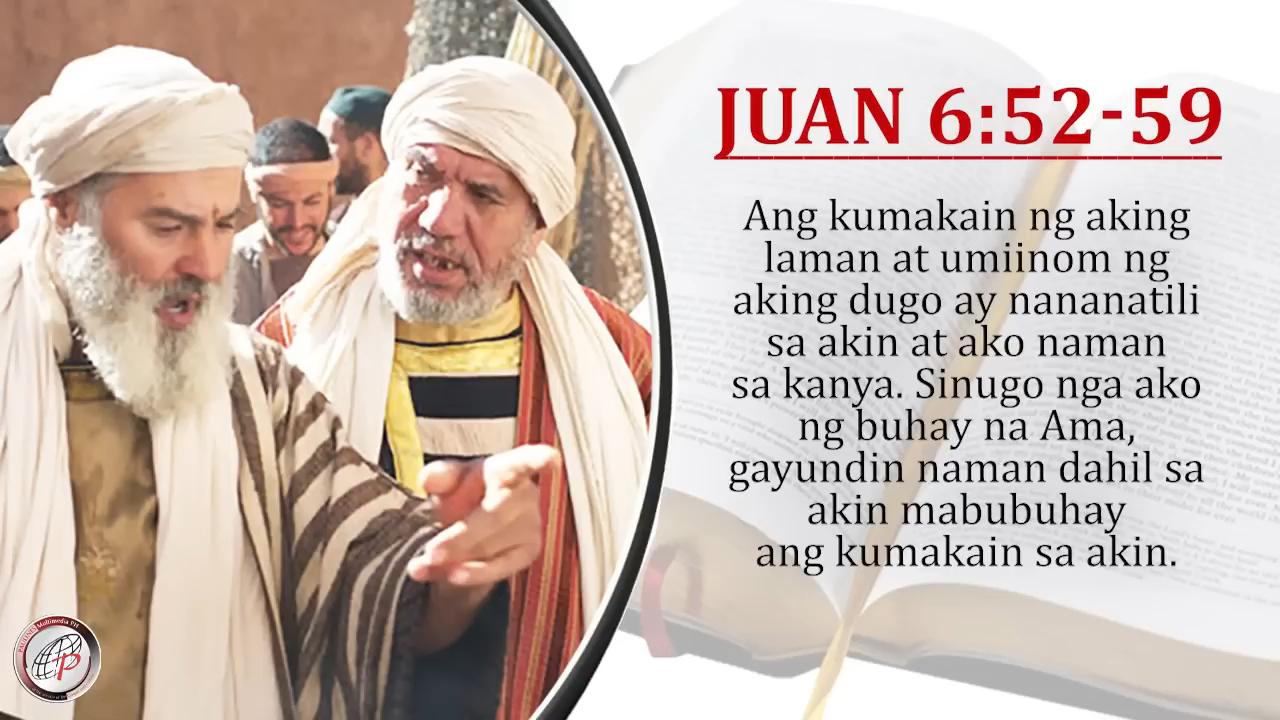 JUAN 6:52-59
Ang kumakain ng aking
laman at umiinom ng
aking dugo ay nananatili
sa akin at ako naman
sa kanya. Sinugo nga ako
ng buhay na Ama,
gayundin naman dahil sa
akin mabubuhay
ang kumakain sa akin.
Multimedia PH